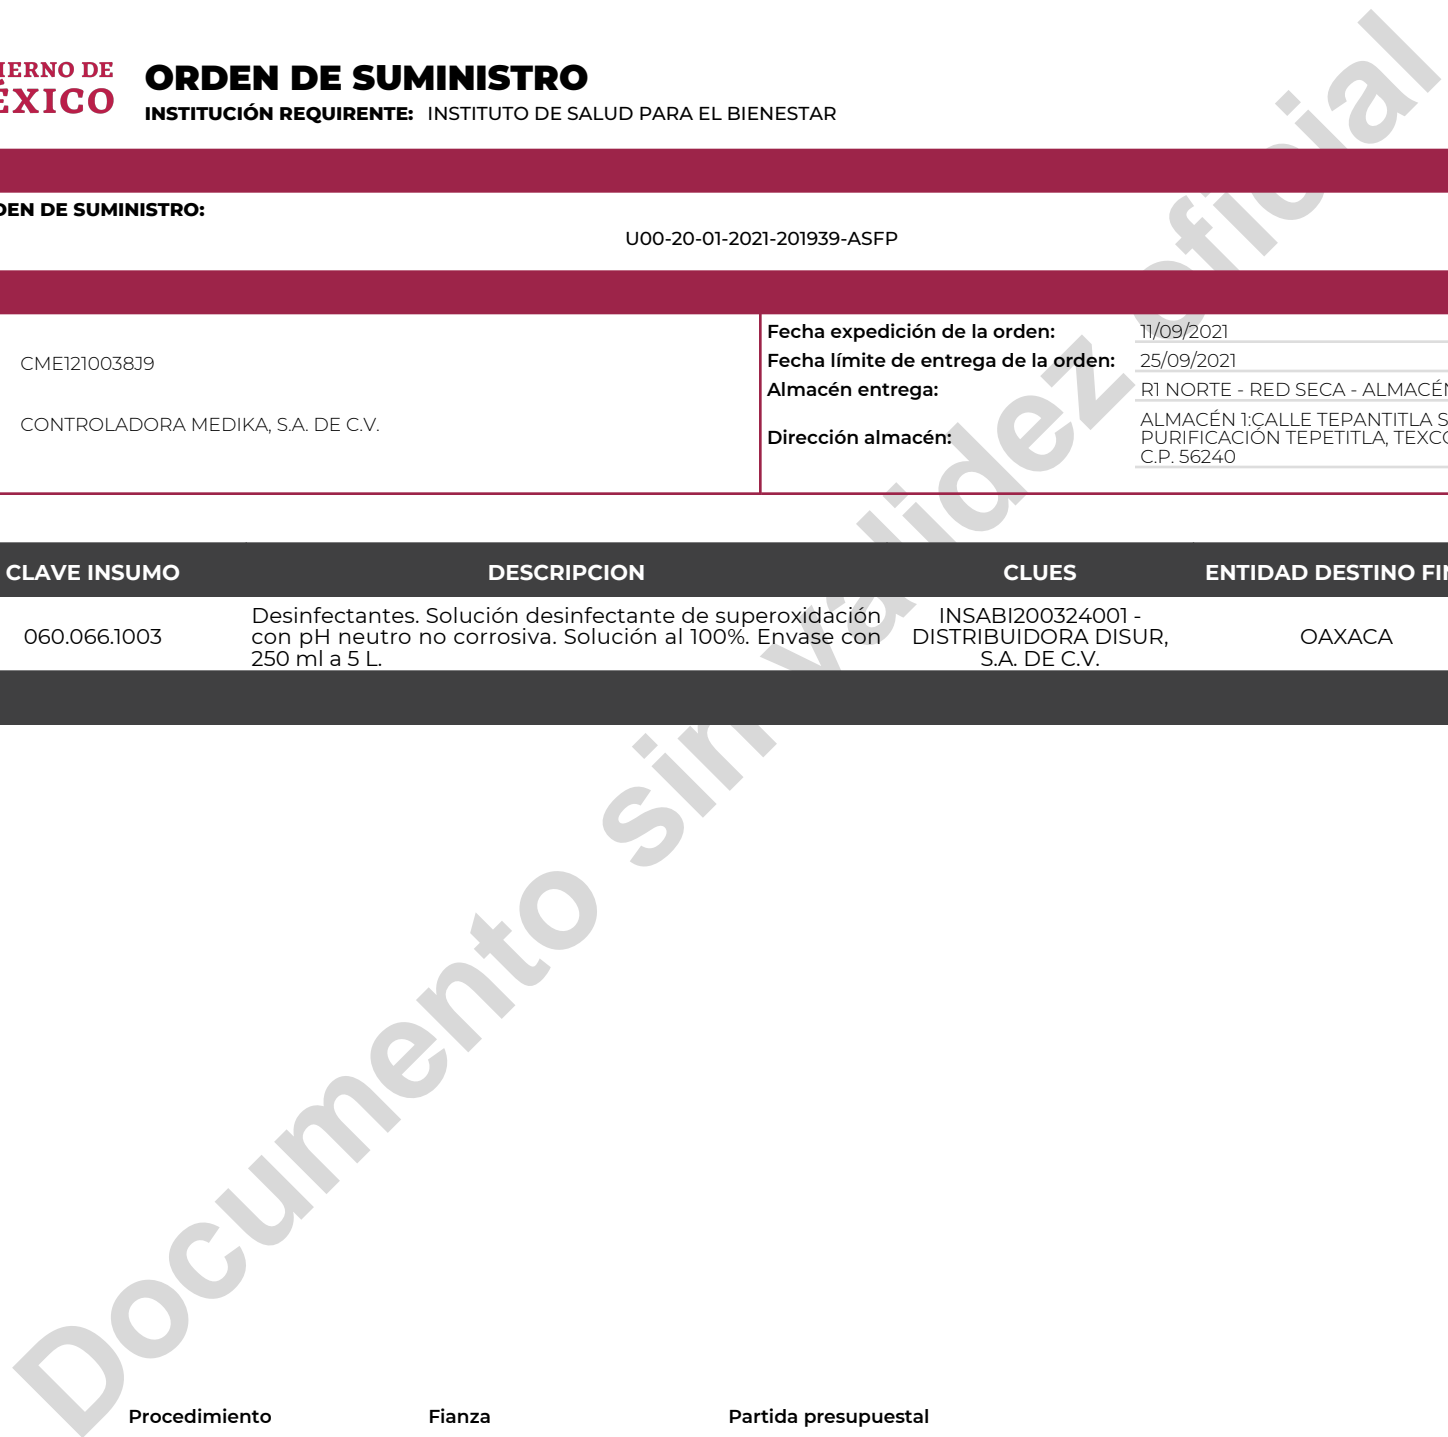 IERNO DE
ÉXICO
ORDEN DE SUMINISTRO
INSTITUCIÓN REQUIRENTE: INSTITUTO DE SALUD PARA EL BIENESTAR
DEN DE SUMINISTRO:
U00-20-01-2021-201939-ASFP
CME1210038J9
CONTROLADORA MEDIKA, S.A. DE C.V.
Fecha expedición de la orden: 11/09/2021
Fecha límite de entrega de la orden: 25/09/2021
Almacén entrega: R1 NORTE - RED SECA - ALMACÉN
Dirección almacén: ALMACÉN 1:CALLE TEPANTITLA S
PURIFICACIÓN TEPETITLA, TEXCO
C.P. 56240
CLAVE INSUMO DESCRIPCION CLUES ENTIDAD DESTINO FIN
060.066.1003
Desinfectantes. Solución desinfectante de superoxidación
con pH neutro no corrosiva. Solución al 100%. Envase con
250 ml a 5 L.
INSABI200324001 -
DISTRIBUIDORA DISUR,
S.A. DE C.V.
OAXACA
Documento sin validez oficial
Procedimiento Fianza Partida presupuestal